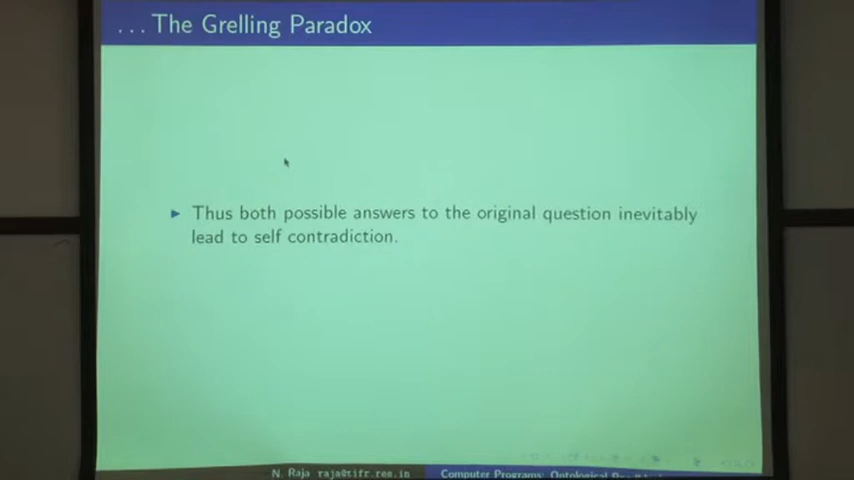 ... The Grelling Paradox
▶ Thus both possible answers to the original question inevitably
lead to self contradiction.
N. Raja raja@tifr.res.in Computer Programs: Ontological